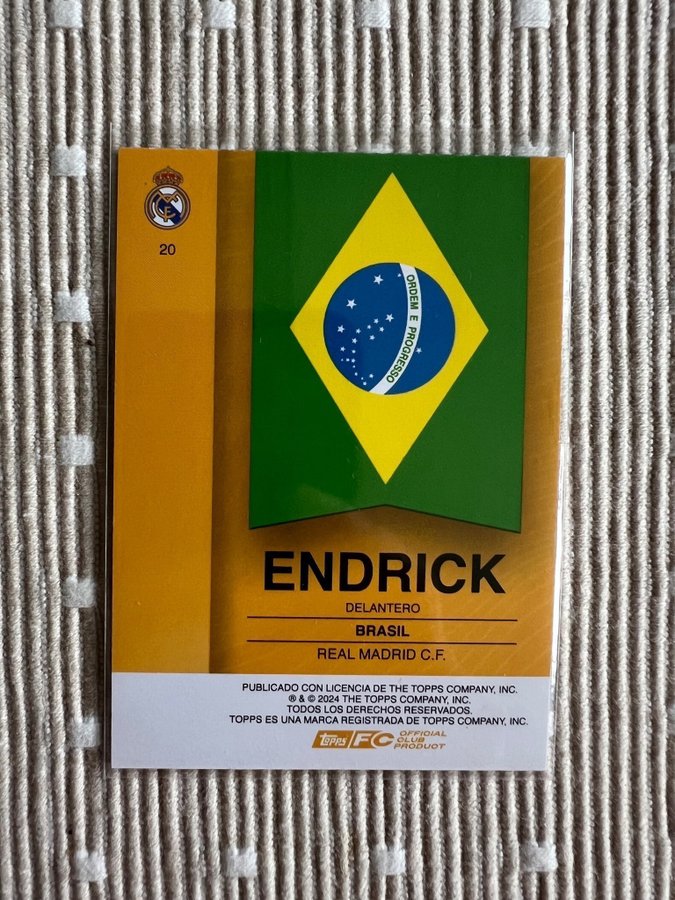 20
ORDEM E PROGRESSO
ENDRICK
DELANTERO
BRASIL
REAL MADRID C.F.
PUBLICADO CON LICENCIA DE THE TOPPS COMPANY, INC.
® & © 2024 THE TOPPS COMPANY, INC.
TODOS LOS DERECHOS RESERVADOS.
TOPPS ES UNA MARCA REGISTRADA DE TOPPS COMPANY, INC.
topps FC OFFICIAL
CLUB
PRODUCT